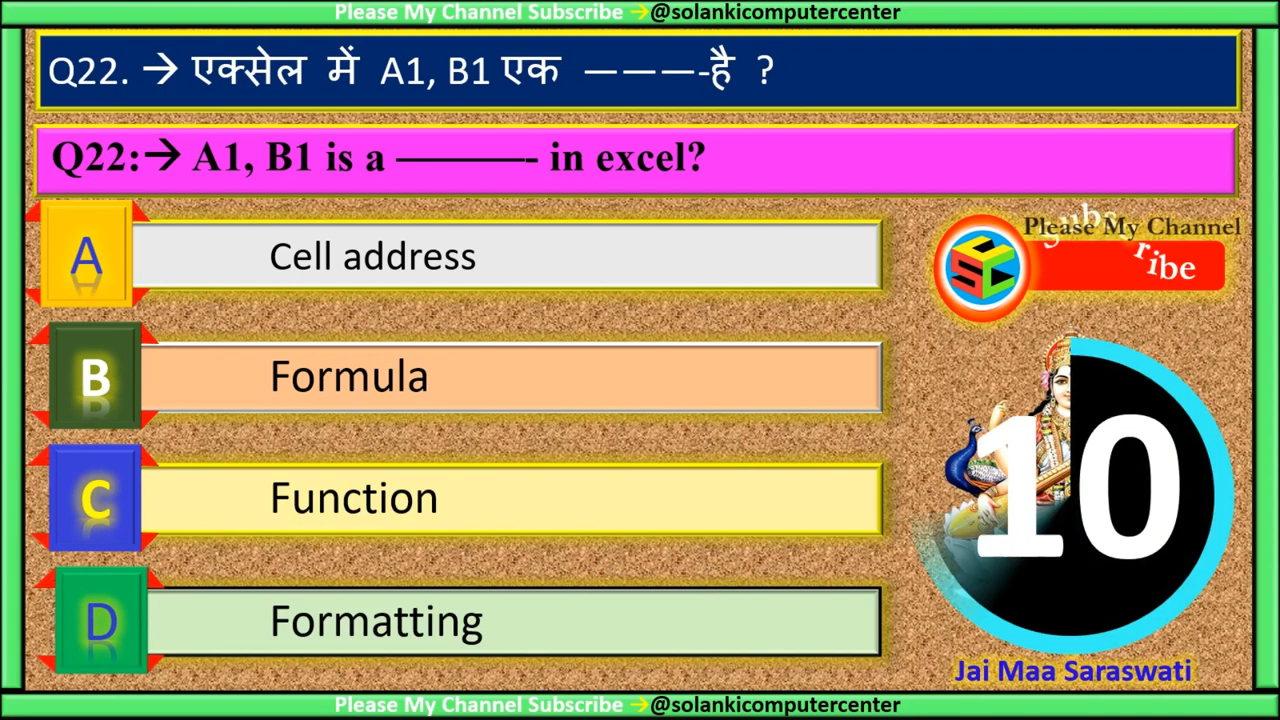 Please My Channel Subscribe →@solankicomputercenter
Q22. → एक्सेल में A1, B1 एक ———-है ?
Q22:→ A1, B1 is a ———- in excel?
A Cell address
Please My Channel
Subscribe
B Formula
C Function
10
D Formatting
Jai Maa Saraswati
Please My Channel Subscribe →@solankicomputercenter